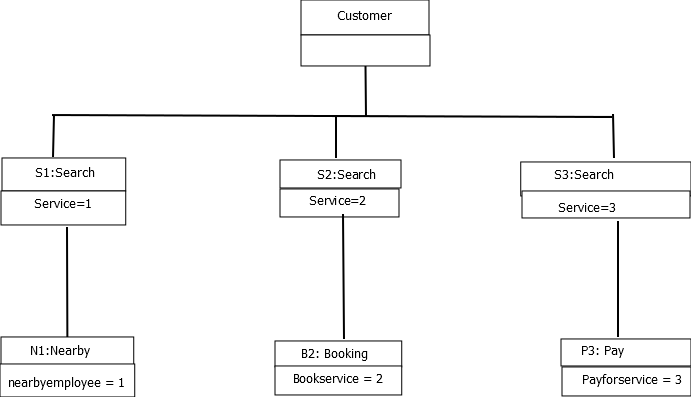 Customer
S1:Search
Service=1
S2:Search
Service=2
S3:Search
Service=3
N1:Nearby
nearbyemployee = 1
B2: Booking
Bookservice = 2
P3: Pay
Payforservice = 3